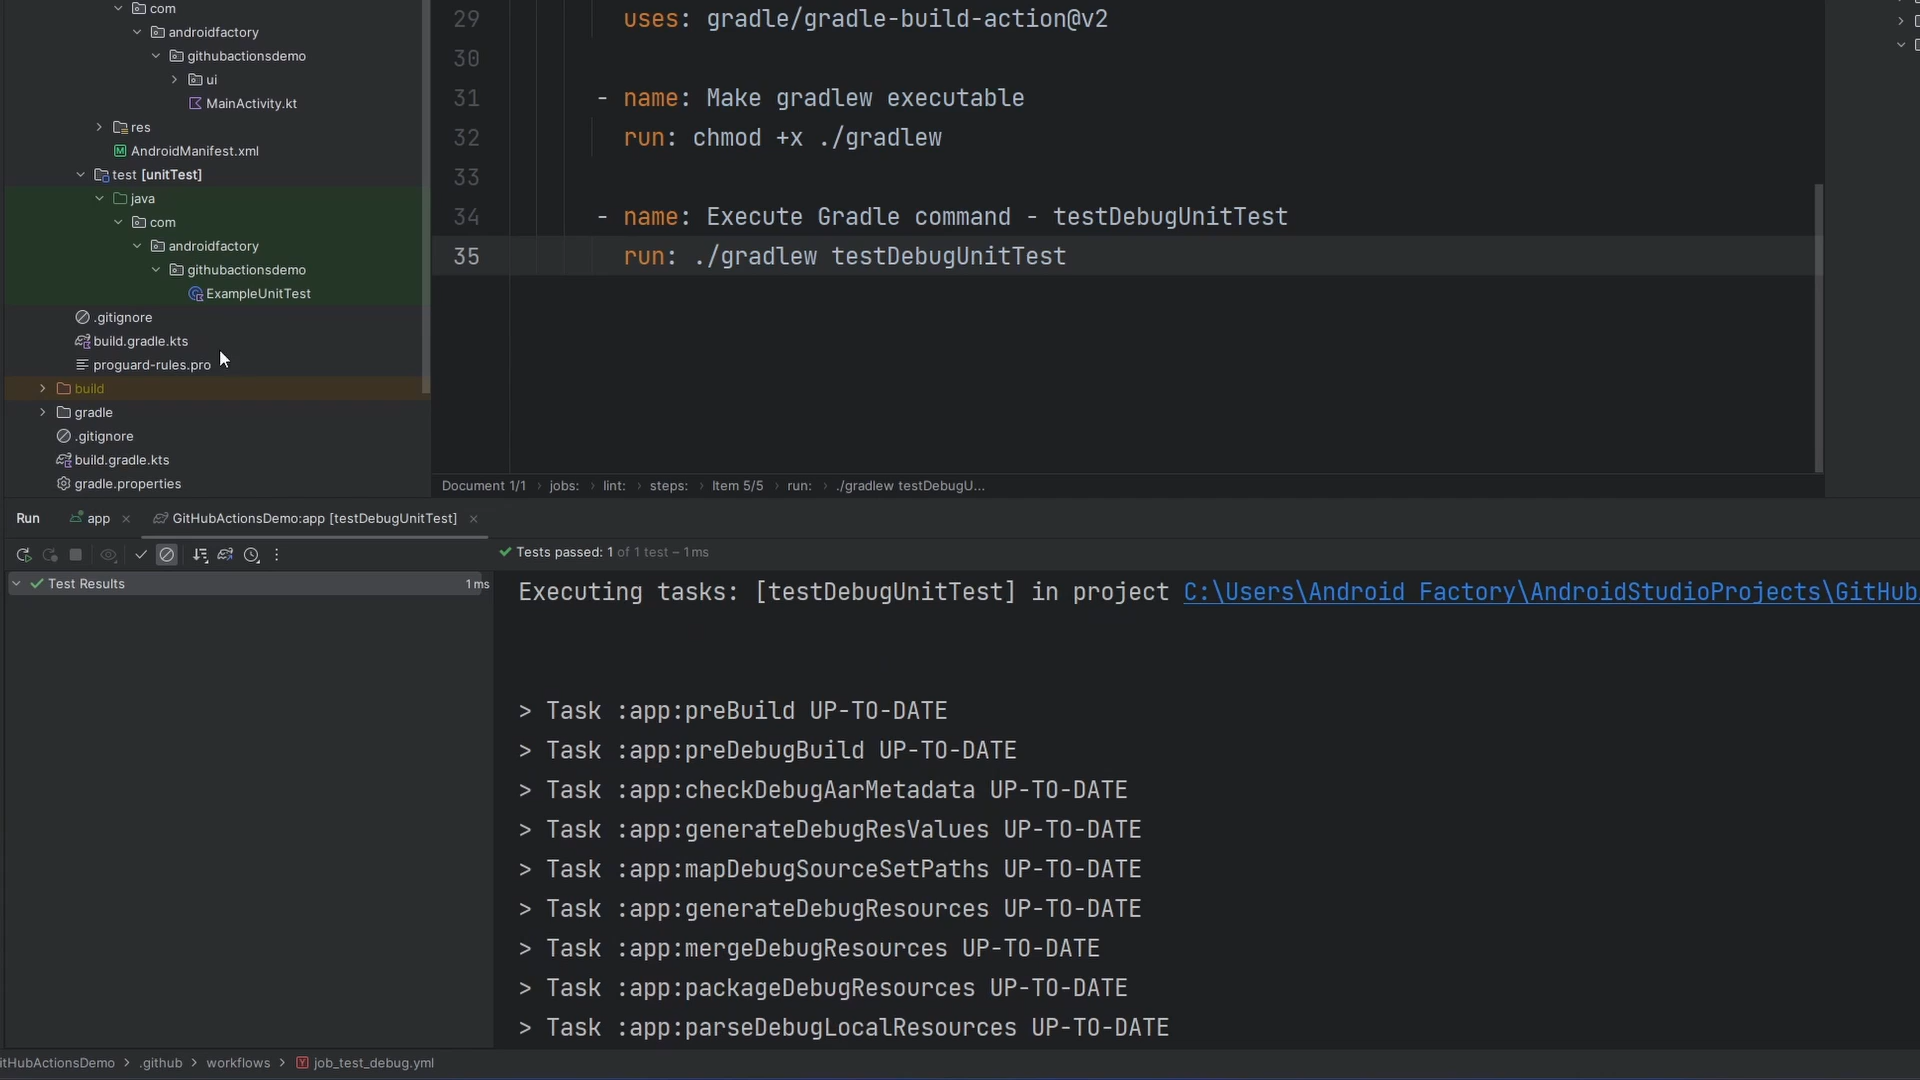 com
androidfactory
githubactionsdemo
ui
MainActivity.kt
res
AndroidManifest.xml
test [unitTest]
java
com
androidfactory
githubactionsdemo
ExampleUnitTest
.gitignore
build.gradle.kts
proguard-rules.pro
build
gradle
.gitignore
build.gradle.kts
gradle.properties
29 uses: gradle/gradle-build-action@v2
30
31 - name: Make gradlew executable
32 run: chmod +x ./gradlew
33
34 - name: Execute Gradle command - testDebugUnitTest
35 run: ./gradlew testDebugUnitTest
Document 1/1 › jobs: › lint: › steps: › Item 5/5 › run: › ./gradlew testDebugU...
Run app × GitHubActionsDemo:app [testDebugUnitTest] ×
Tests passed: 1 of 1 test – 1 ms
Test Results 1 ms
Executing tasks: [testDebugUnitTest] in project C:\Users\Android Factory\AndroidStudioProjects\GitHub
> Task :app:preBuild UP-TO-DATE
> Task :app:preDebugBuild UP-TO-DATE
> Task :app:checkDebugAarMetadata UP-TO-DATE
> Task :app:generateDebugResValues UP-TO-DATE
> Task :app:mapDebugSourceSetPaths UP-TO-DATE
> Task :app:generateDebugResources UP-TO-DATE
> Task :app:mergeDebugResources UP-TO-DATE
> Task :app:packageDebugResources UP-TO-DATE
> Task :app:parseDebugLocalResources UP-TO-DATE
itHubActionsDemo › .github › workflows › job_test_debug.yml